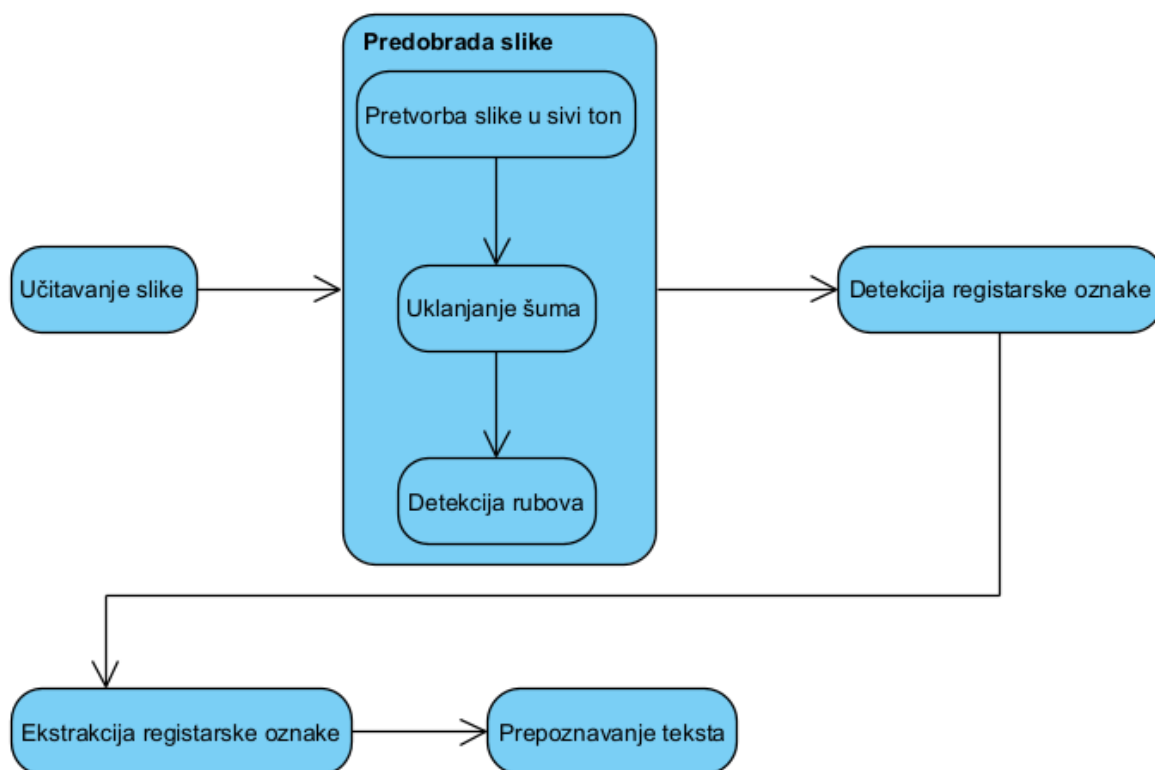 Predobrada slike
Pretvorba slike u sivi ton
Učitavanje slike
Uklanjanje šuma
Detekcija registarske oznake
Detekcija rubova
Ekstrakcija registarske oznake
Prepoznavanje teksta